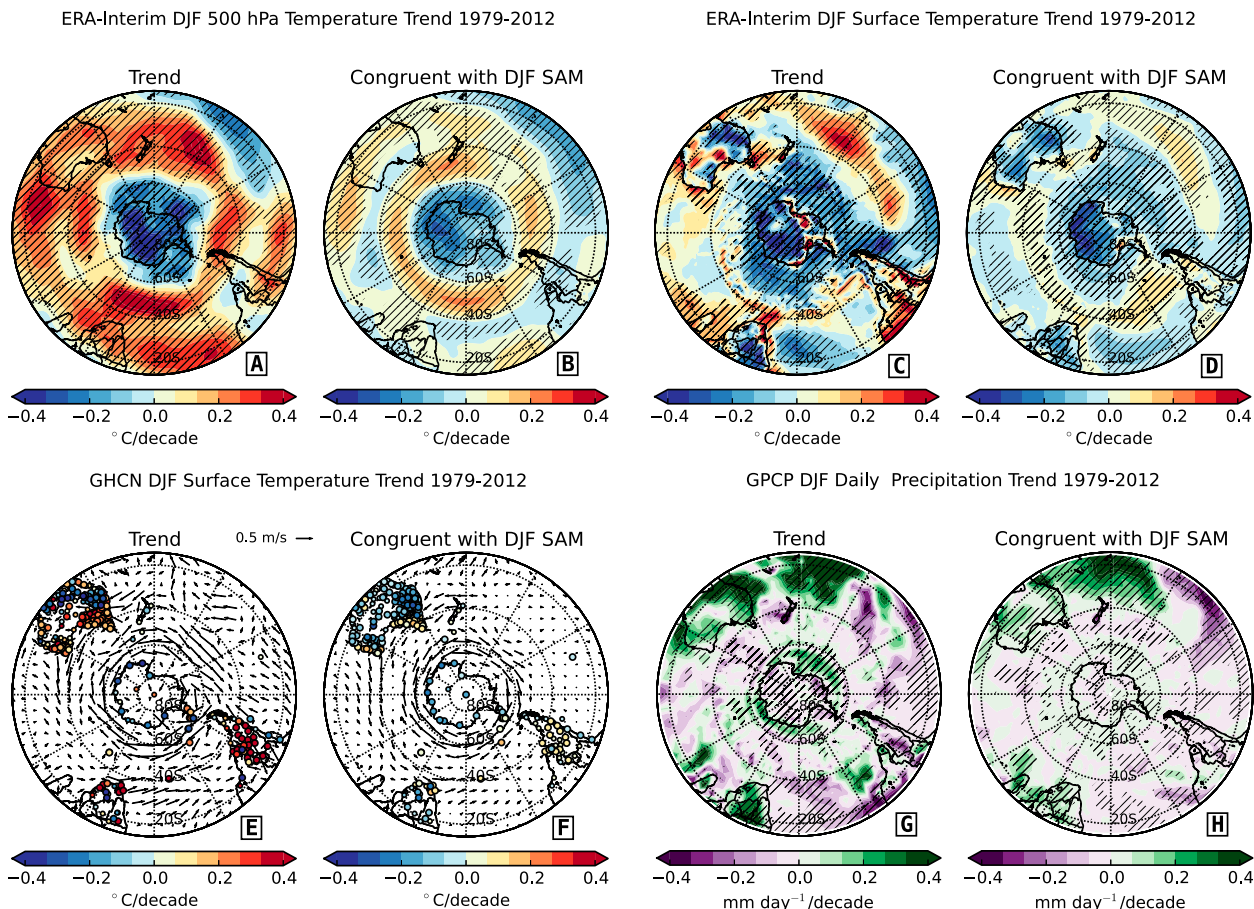 ERA-Interim DJF 500 hPa Temperature Trend 1979-2012
ERA-Interim DJF Surface Temperature Trend 1979-2012
Trend
Congruent with DJF SAM
Trend
Congruent with DJF SAM
80S
60S
40S
20S
A
80S
60S
40S
20S
B
80S
60S
40S
20S
C
80S
60S
40S
20S
D
−0.4 −0.2 0.0 0.2 0.4
°C/decade
−0.4 −0.2 0.0 0.2 0.4
°C/decade
−0.4 −0.2 0.0 0.2 0.4
°C/decade
−0.4 −0.2 0.0 0.2 0.4
°C/decade
GHCN DJF Surface Temperature Trend 1979-2012
GPCP DJF Daily Precipitation Trend 1979-2012
Trend
0.5 m/s
Congruent with DJF SAM
Trend
Congruent with DJF SAM
80S
60S
40S
20S
E
80S
60S
40S
20S
F
80S
60S
40S
20S
G
80S
60S
40S
20S
H
−0.4 −0.2 0.0 0.2 0.4
°C/decade
−0.4 −0.2 0.0 0.2 0.4
°C/decade
−0.4 −0.2 0.0 0.2 0.4
mm day⁻¹/decade
−0.4 −0.2 0.0 0.2 0.4
mm day⁻¹/decade